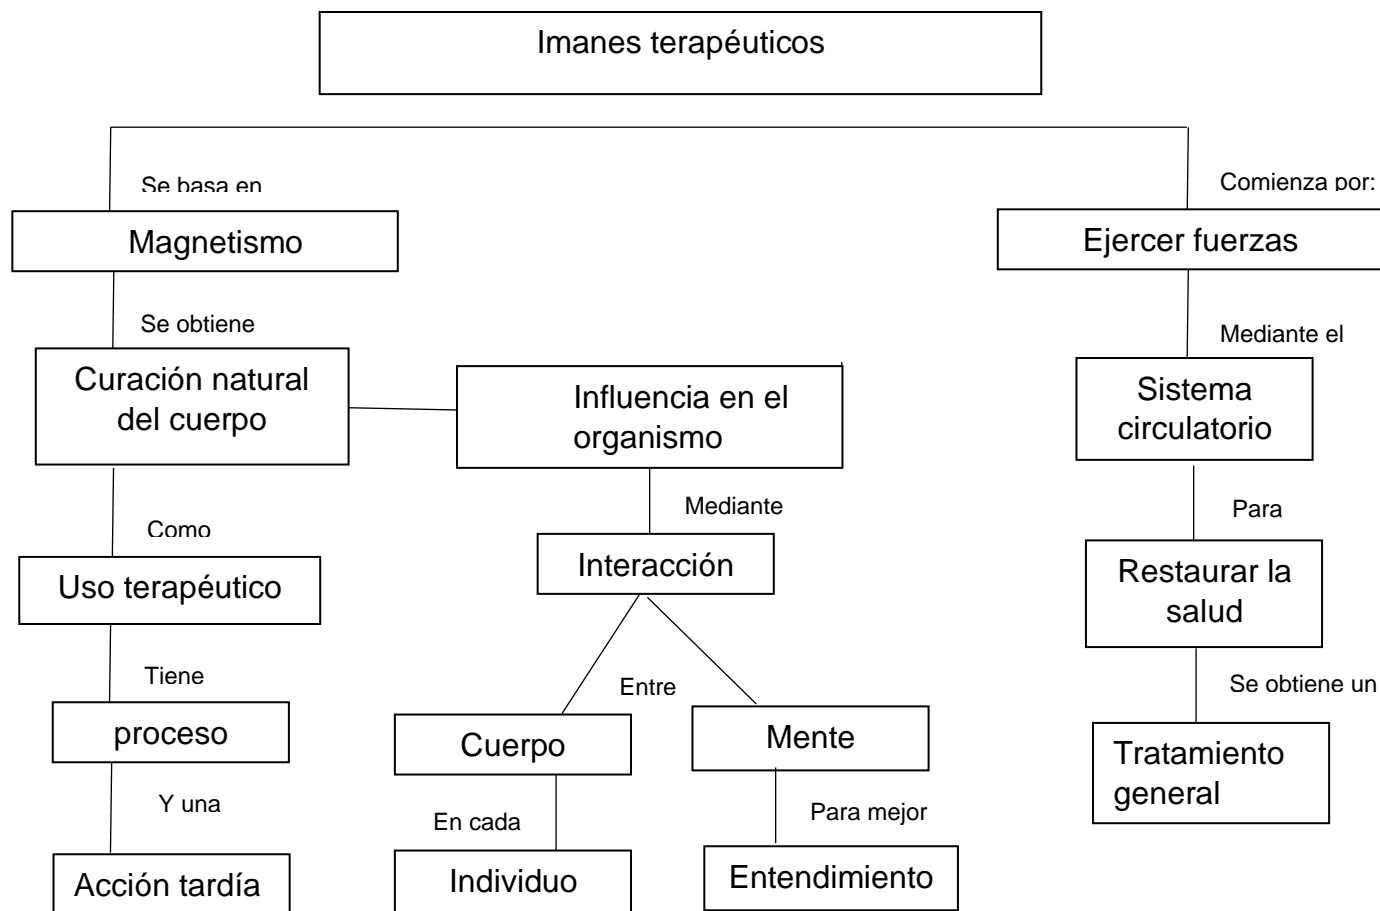 Imanes terapéuticos
Se basa en
Comienza por:
Magnetismo
Ejercer fuerzas
Se obtiene
Mediante el
Curación natural
del cuerpo
Influencia en el
organismo
Sistema
circulatorio
Mediante
Para
Como
Interacción
Uso terapéutico
Restaurar la
salud
Tiene
Entre
Se obtiene un
proceso
Cuerpo
Mente
Tratamiento
general
Y una
En cada
Para mejor
Acción tardía
Individuo
Entendimiento